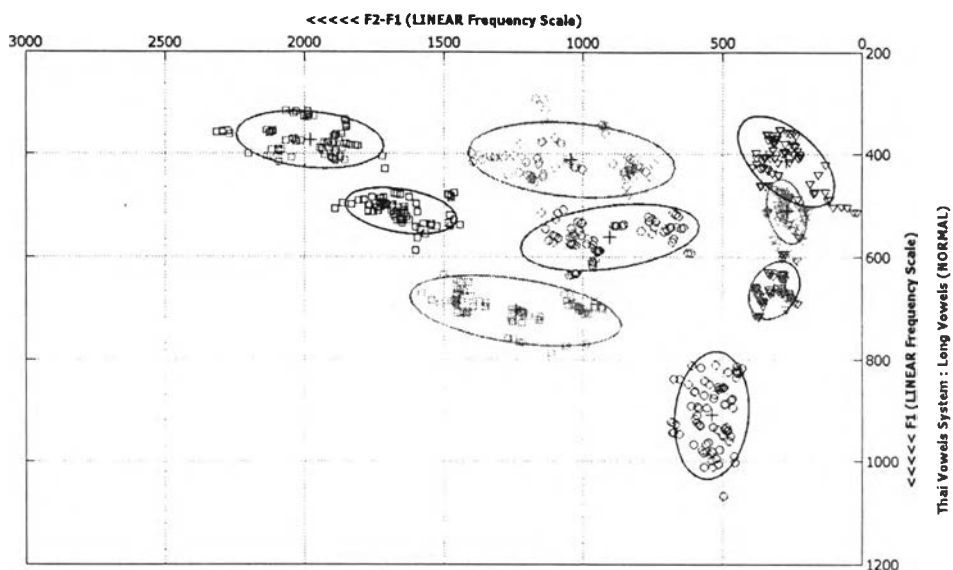 <<<<< F2-F1 (LINEAR Frequency Scale)
3000 2500 2000 1500 1000 500 0
200
400
600
800
1000
1200
<<<<< F1 (LINEAR Frequency Scale)
Thai Vowels System : Long Vowels (NORMAL)